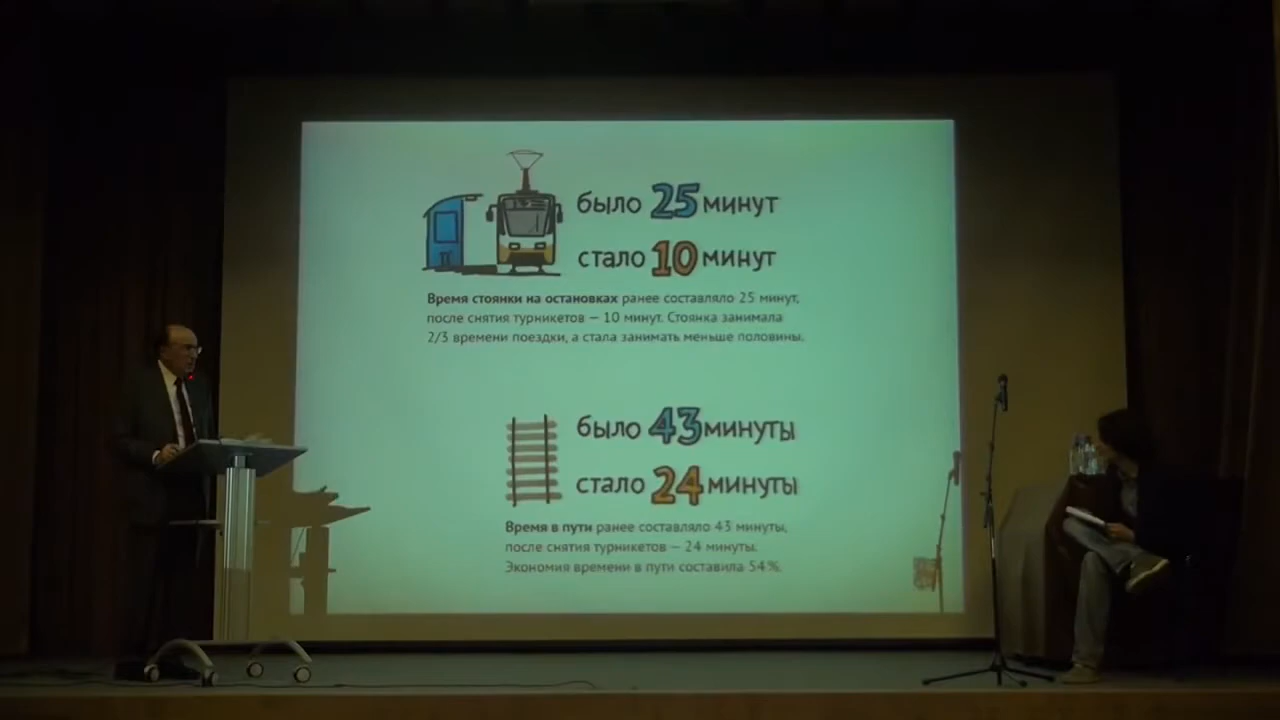 было 25 минут
стало 10 минут
Время стоянки на остановках ранее составляло 25 минут,
после снятия турникетов — 10 минут. Стоянка занимала
2/3 времени поездки, а стала занимать меньше половины.
было 43 минуты
стало 24 минуты
Время в пути ранее составляло 43 минуты,
после снятия турникетов — 24 минуты.
Экономия времени в пути составила 54%.